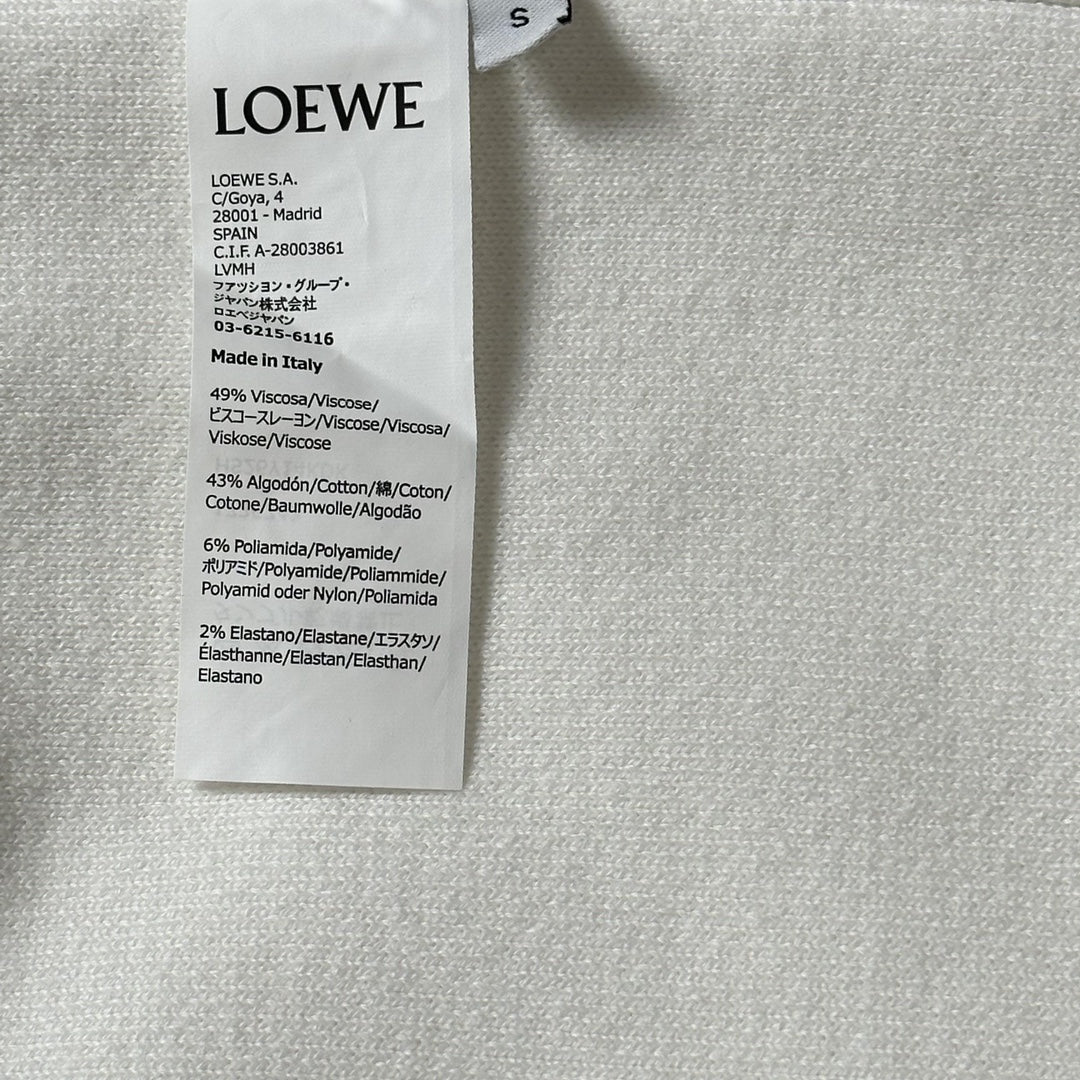 S
LOEWE
LOEWE S.A.
C/Goya, 4
28001 - Madrid
SPAIN
C.I.F. A-28003861
LVMH
ファッション・グループ・
ジャパン株式会社
ロエベジャパン
03-6215-6116
Made in Italy
49% Viscosa/Viscose/
ビスコースレーヨン/Viscose/Viscosa/
Viskose/Viscose
43% Algodón/Cotton/綿/Coton/
Cotone/Baumwolle/Algodão
6% Poliamida/Polyamide/
ポリアミド/Polyamide/Poliammide/
Polyamid oder Nylon/Poliamida
2% Elastano/Elastane/エラスタン/
Élasthanne/Elastan/Elasthan/
Elastano